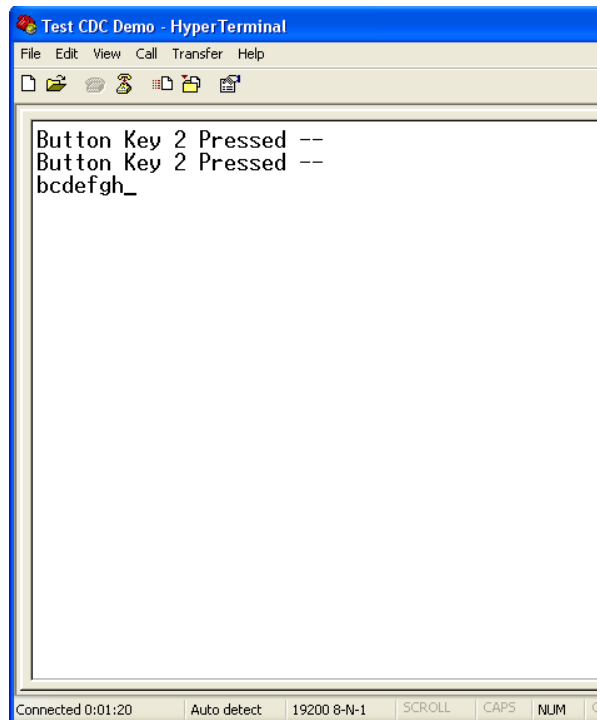 Test CDC Demo - HyperTerminal
File Edit View Call Transfer Help
Button Key 2 Pressed --
Button Key 2 Pressed --
bcdefgh_
Connected 0:01:20 Auto detect 19200 8-N-1 SCROLL CAPS NUM